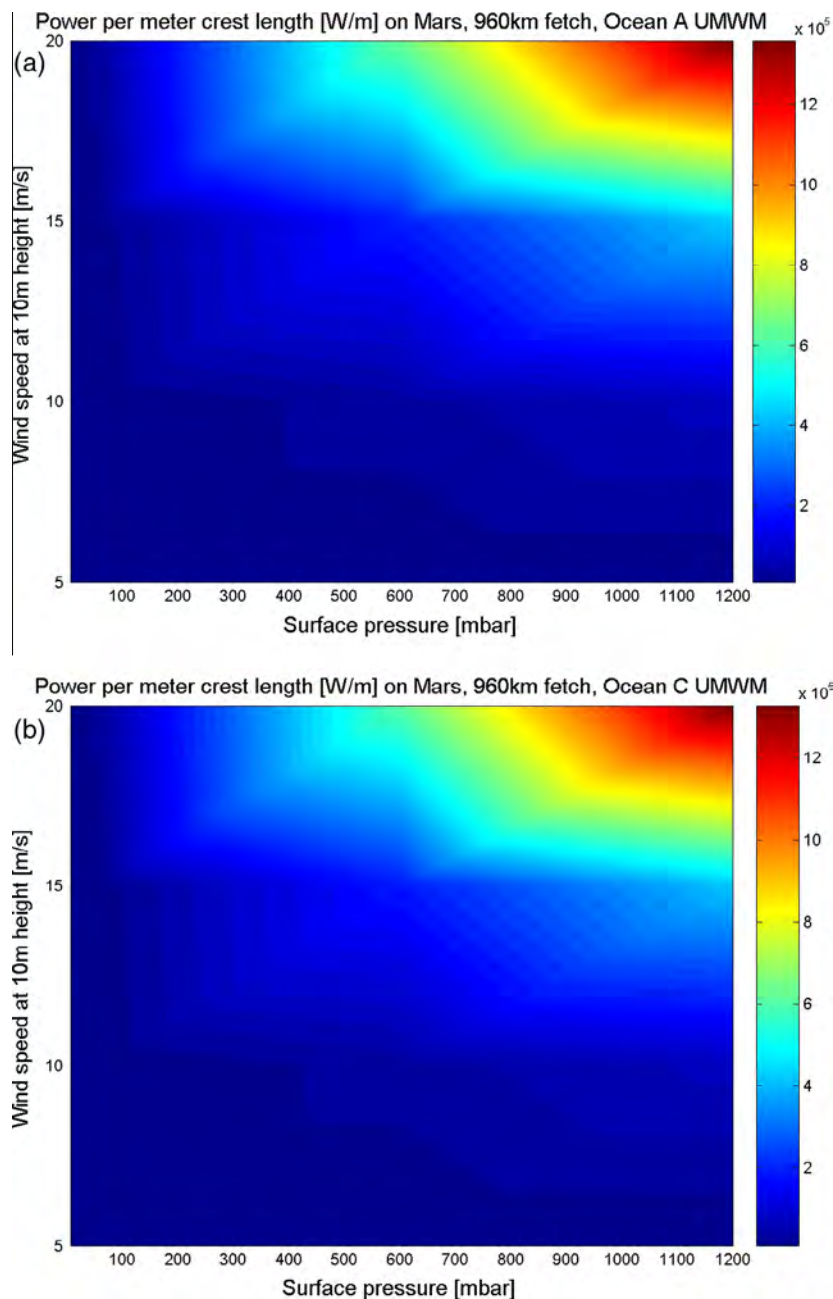 Power per meter crest length [W/m] on Mars, 960km fetch, Ocean A UMWM
(a)
x 10^5
20
15
10
5
Wind speed at 10m height [m/s]
100 200 300 400 500 600 700 800 900 1000 1100 1200
Surface pressure [mbar]
12
10
8
6
4
2
Power per meter crest length [W/m] on Mars, 960km fetch, Ocean C UMWM
(b)
x 10
20
15
10
5
Wind speed at 10m height [m/s]
100 200 300 400 500 600 700 800 900 1000 1100 1200
Surface pressure [mbar]
12
10
8
6
4
2